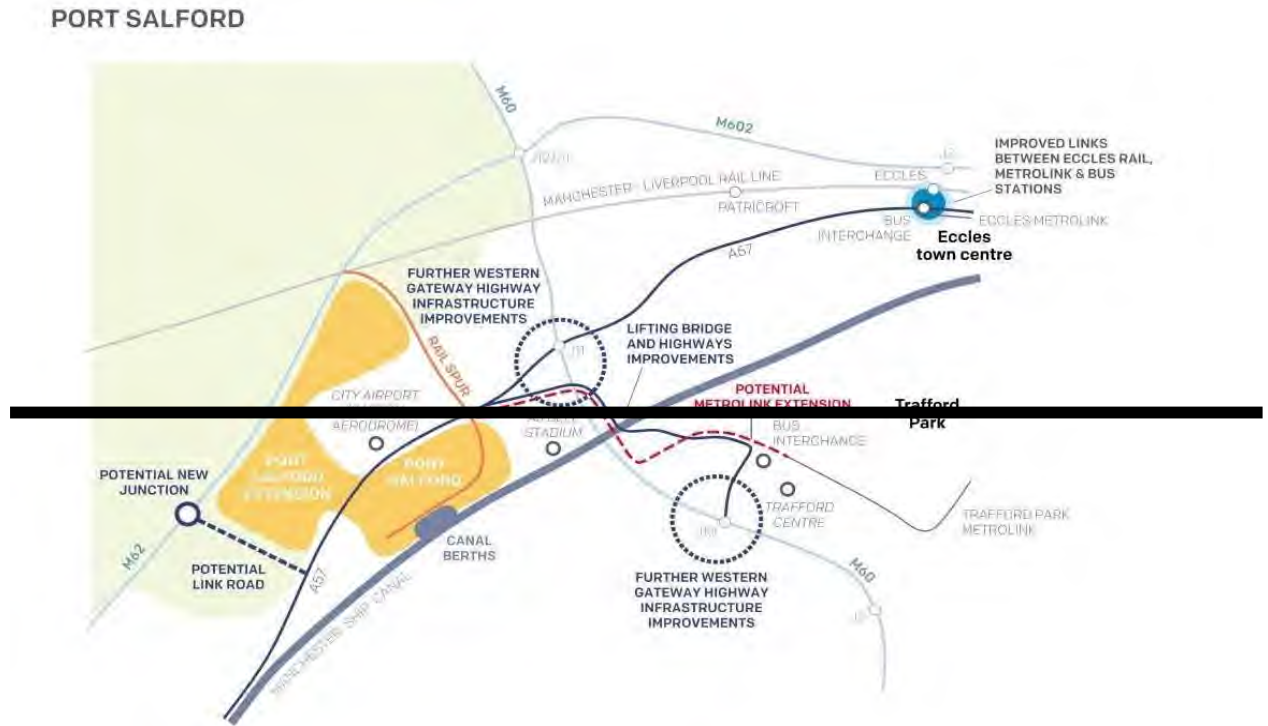 PORT SALFORD
M60
M602
IMPROVED LINKS
BETWEEN ECCLES RAIL,
METROLINK & BUS
STATIONS
ECCLES
MANCHESTER - LIVERPOOL RAIL LINE
PATRICROFT
BUS
INTERCHANGE
ECCLES METROLINK
Eccles
town centre
A57
FURTHER WESTERN
GATEWAY HIGHWAY
INFRASTRUCTURE
IMPROVEMENTS
LIFTING BRIDGE
AND HIGHWAYS
IMPROVEMENTS
J11
RAIL SPUR
CITY AIRPORT
AERODROME)
POTENTIAL
METROLINK EXTENSION
Trafford
Park
STADIUM
BUS
INTERCHANGE
POTENTIAL NEW
JUNCTION
PORT
SALFORD
EXTENSION
PORT
SALFORD
TRAFFORD
CENTRE
TRAFFORD PARK
METROLINK
CANAL
BERTHS
M62
POTENTIAL
LINK ROAD
A57
MANCHESTER SHIP CANAL
FURTHER WESTERN
GATEWAY HIGHWAY
INFRASTRUCTURE
IMPROVEMENTS
M60